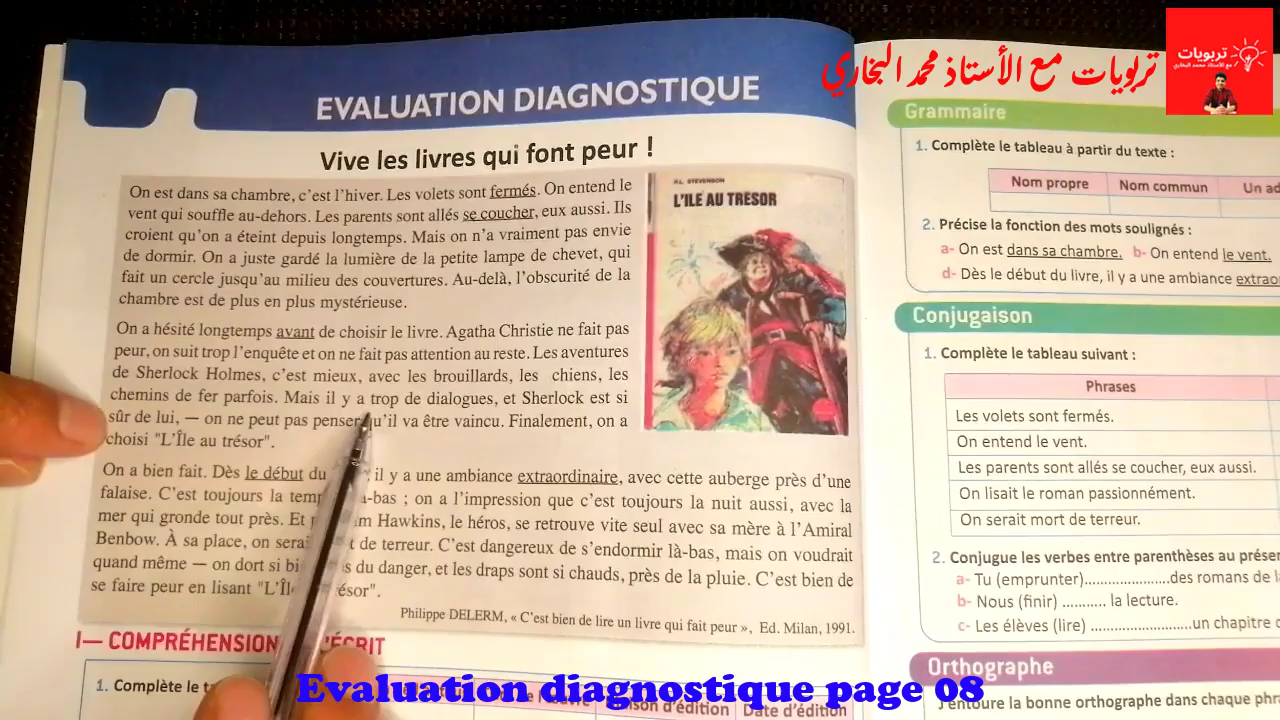 تربويات مع الأستاذ محمد البخاري
تربويات
مع الأستاذ محمد البخاري
EVALUATION DIAGNOSTIQUE
Vive les livres qui font peur !
On est dans sa chambre, c'est l'hiver. Les volets sont fermés. On entend le
vent qui souffle au-dehors. Les parents sont allés se coucher, eux aussi. Ils
croient qu'on a éteint depuis longtemps. Mais on n'a vraiment pas envie
de dormir. On a juste gardé la lumière de la petite lampe de chevet, qui
fait un cercle jusqu'au milieu des couvertures. Au-delà, l'obscurité de la
chambre est de plus en plus mystérieuse.
On a hésité longtemps avant de choisir le livre. Agatha Christie ne fait pas
peur, on suit trop l'enquête et on ne fait pas attention au reste. Les aventures
de Sherlock Holmes, c'est mieux, avec les brouillards, les chiens, les
chemins de fer parfois. Mais il y a trop de dialogues, et Sherlock est si
sûr de lui, — on ne peut pas penser qu'il va être vaincu. Finalement, on a
choisi "L'Île au trésor".
On a bien fait. Dès le début du il y a une ambiance extraordinaire, avec cette auberge près d'une
falaise. C'est toujours la -bas ; on a l'impression que c'est toujours la nuit aussi, avec la
mer qui gronde tout près. Et Hawkins, le héros, se retrouve vite seul avec sa mère à l'Amiral
Benbow. À sa place, on de terreur. C'est dangereux de s'endormir là-bas, mais on voudrait
quand même — on dort si du danger, et les draps sont si chauds, près de la pluie. C'est bien de
se faire peur en lisant
Philippe DELERM, « C'est bien de lire un livre qui fait peur », Ed. Milan, 1991.
R.L. STEVENSON
L'ILE AU TRESOR
I— COMPRÉHENSION
1. Complète le
d'édition Date d'édition
Grammaire
1. Complète le tableau à partir du texte :
Nom propre Nom commun Un
2. Précise la fonction des mots soulignés :
a- On est dans sa chambre. b- On entend le vent.
d- Dès le début du livre, il y a une ambiance
Conjugaison
1. Complète le tableau suivant :
Phrases
Les volets sont fermés.
On entend le vent.
Les parents sont allés se coucher, eux aussi.
On lisait le roman passionnément.
On serait mort de terreur.
2. Conjugue les verbes entre parenthèses au
a- Tu (emprunter)......................des romans de
b- Nous (finir) ........... la lecture.
c- Les élèves (lire) ..........................un chapitre
Orthographe
J'entoure la bonne orthographe dans chaque
Evaluation diagnostique page 08